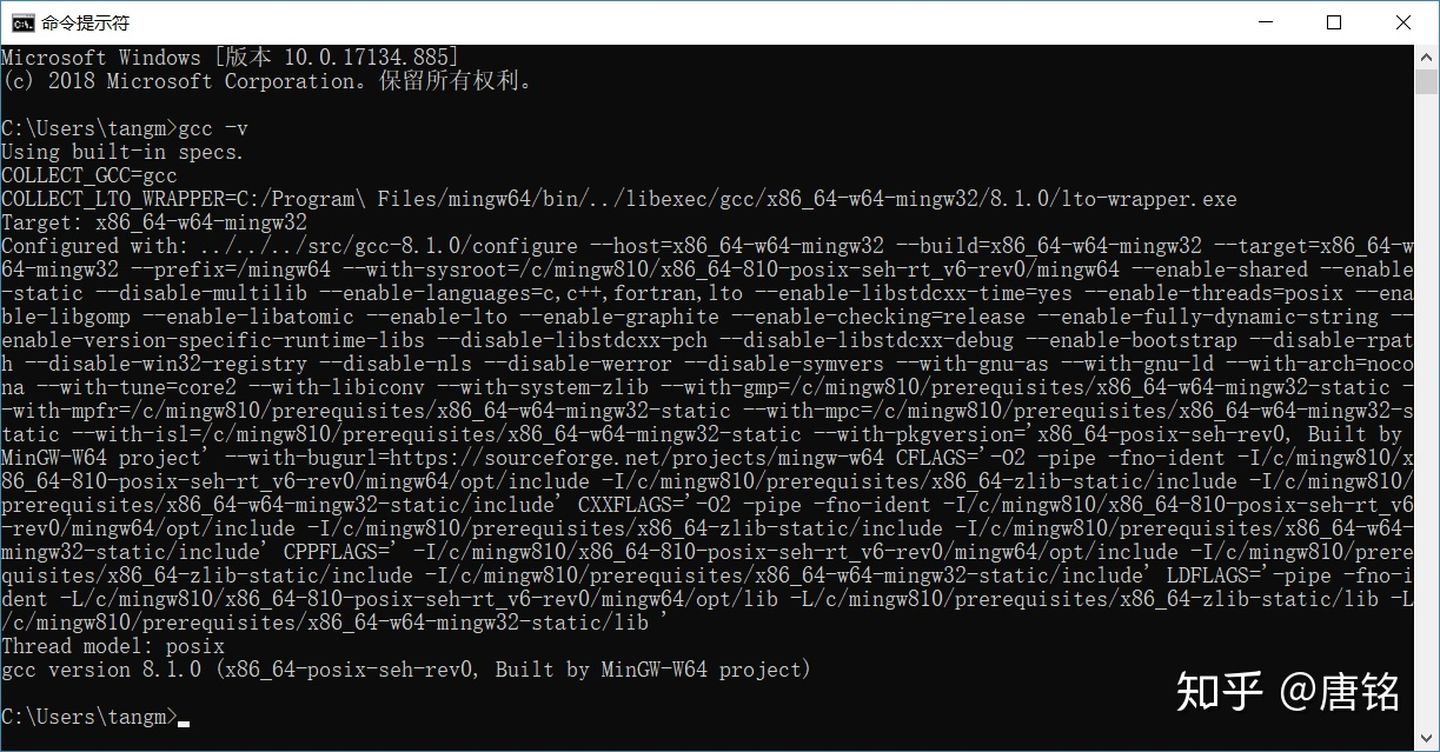 命令提示符
Microsoft Windows [版本 10.0.17134.885]
(c) 2018 Microsoft Corporation。保留所有权利。
C:\Users\tangm>gcc -v
Using built-in specs.
COLLECT_GCC=gcc
COLLECT_LTO_WRAPPER=C:/Program\ Files/mingw64/bin/../libexec/gcc/x86_64-w64-mingw32/8.1.0/lto-wrapper.exe
Target: x86_64-w64-mingw32
Configured with: ../../../src/gcc-8.1.0/configure --host=x86_64-w64-mingw32 --build=x86_64-w64-mingw32 --target=x86_64-w
64-mingw32 --prefix=/mingw64 --with-sysroot=/c/mingw810/x86_64-810-posix-seh-rt_v6-rev0/mingw64 --enable-shared --enable
-static --disable-multilib --enable-languages=c,c++,fortran,lto --enable-libstdcxx-time=yes --enable-threads=posix --ena
ble-libgomp --enable-libatomic --enable-lto --enable-graphite --enable-checking=release --enable-fully-dynamic-string --
enable-version-specific-runtime-libs --disable-libstdcxx-pch --disable-libstdcxx-debug --enable-bootstrap --disable-rpat
h --disable-win32-registry --disable-nls --disable-werror --disable-symvers --with-gnu-as --with-gnu-ld --with-arch=noco
na --with-tune=core2 --with-libiconv --with-system-zlib --with-gmp=/c/mingw810/prerequisites/x86_64-w64-mingw32-static -
-with-mpfr=/c/mingw810/prerequisites/x86_64-w64-mingw32-static --with-mpc=/c/mingw810/prerequisites/x86_64-w64-mingw32-s
tatic --with-isl=/c/mingw810/prerequisites/x86_64-w64-mingw32-static --with-pkgversion='x86_64-posix-seh-rev0, Built by
MinGW-W64 project' --with-bugurl=https://sourceforge.net/projects/mingw-w64 CFLAGS='-O2 -pipe -fno-ident -I/c/mingw810/x
86_64-810-posix-seh-rt_v6-rev0/mingw64/opt/include -I/c/mingw810/prerequisites/x86_64-zlib-static/include -I/c/mingw810/
prerequisites/x86_64-w64-mingw32-static/include' CXXFLAGS='-O2 -pipe -fno-ident -I/c/mingw810/x86_64-810-posix-seh-rt_v6
-rev0/mingw64/opt/include -I/c/mingw810/prerequisites/x86_64-zlib-static/include -I/c/mingw810/prerequisites/x86_64-w64-
mingw32-static/include' CPPFLAGS=' -I/c/mingw810/x86_64-810-posix-seh-rt_v6-rev0/mingw64/opt/include -I/c/mingw810/prere
quisites/x86_64-zlib-static/include -I/c/mingw810/prerequisites/x86_64-w64-mingw32-static/include' LDFLAGS='-pipe -fno-i
dent -L/c/mingw810/x86_64-810-posix-seh-rt_v6-rev0/mingw64/opt/lib -L/c/mingw810/prerequisites/x86_64-zlib-static/lib -L
/c/mingw810/prerequisites/x86_64-w64-mingw32-static/lib '
Thread model: posix
gcc version 8.1.0 (x86_64-posix-seh-rev0, Built by MinGW-W64 project)
C:\Users\tangm>
知乎 @唐铭